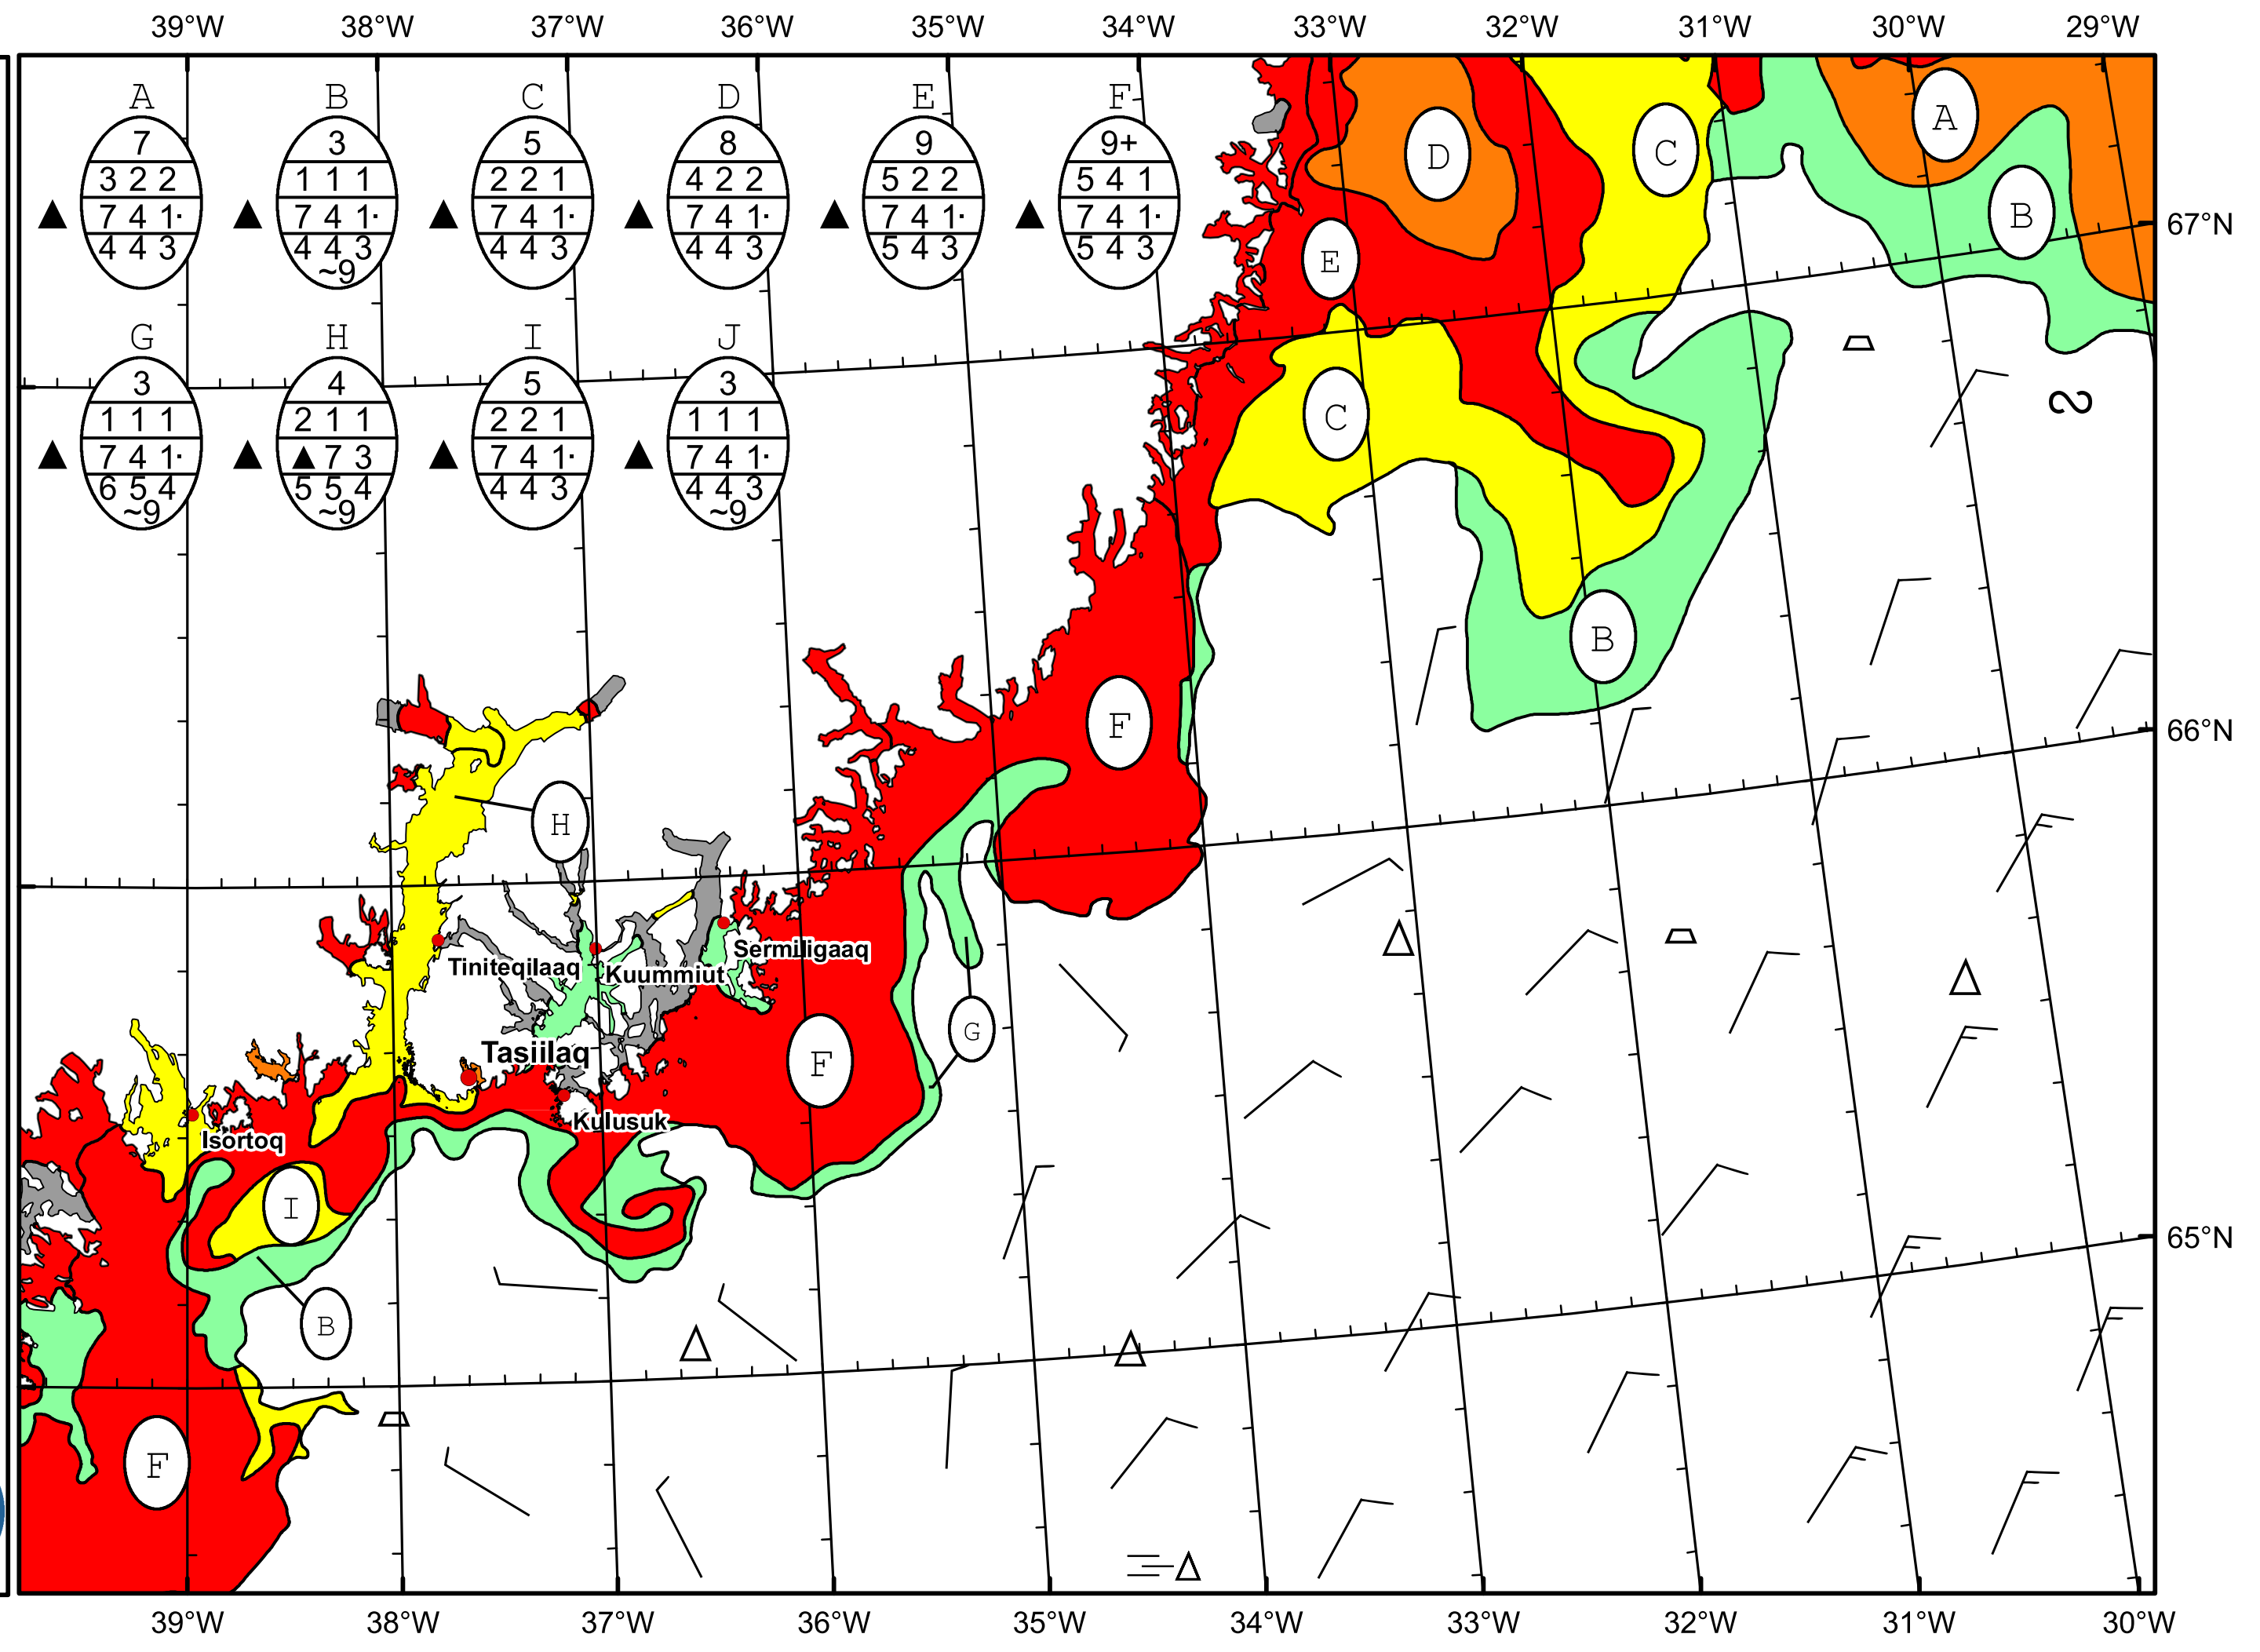 39°W 38°W 37°W 36°W 35°W 34°W 33°W 32°W 31°W 30°W 29°W
A B C D E F
7 3 5 8 9 9+
3 2 2 1 1 1 2 2 1 4 2 2 5 2 2 5 4 1
7 4 1· 7 4 1· 7 4 1· 7 4 1· 7 4 1· 7 4 1·
4 4 3 4 4 3 4 4 3 4 4 3 5 4 3 5 4 3
~9
G H I J
3 4 5 3
1 1 1 2 1 1 2 2 1 1 1 1
7 4 1· ▲ 7 3 7 4 1· 7 4 1·
6 5 4 5 5 4 4 4 3 4 4 3
~9 ~9 ~9
A
D
C
B
67°N
E
C
B
F
66°N
H
Sermiligaaq
Tiniteqilaaq
Kuummiut
G
Tasiilaq
F
Kulusuk
Isortoq
I
65°N
B
F
39°W 38°W 37°W 36°W 35°W 34°W 33°W 32°W 31°W 30°W